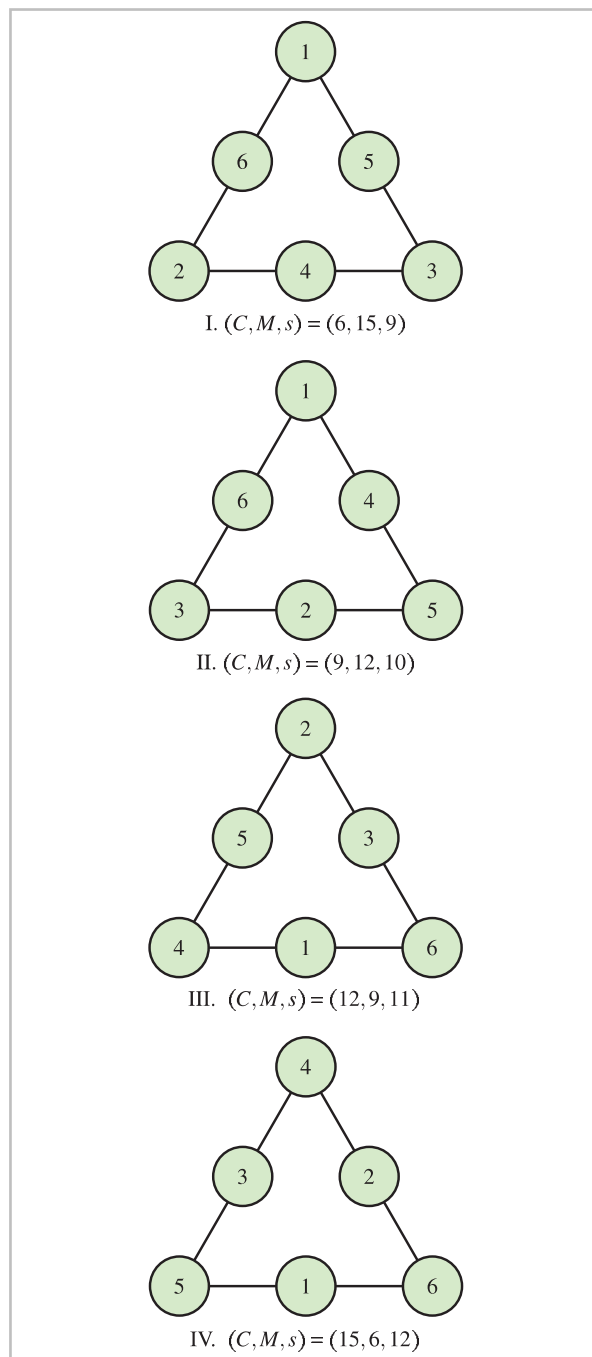 1
6 5
2 4 3
I. (C, M, s) = (6, 15, 9)
1
6 4
3 2 5
II. (C, M, s) = (9, 12, 10)
2
5 3
4 1 6
III. (C, M, s) = (12, 9, 11)
4
3 2
5 1 6
IV. (C, M, s) = (15, 6, 12)